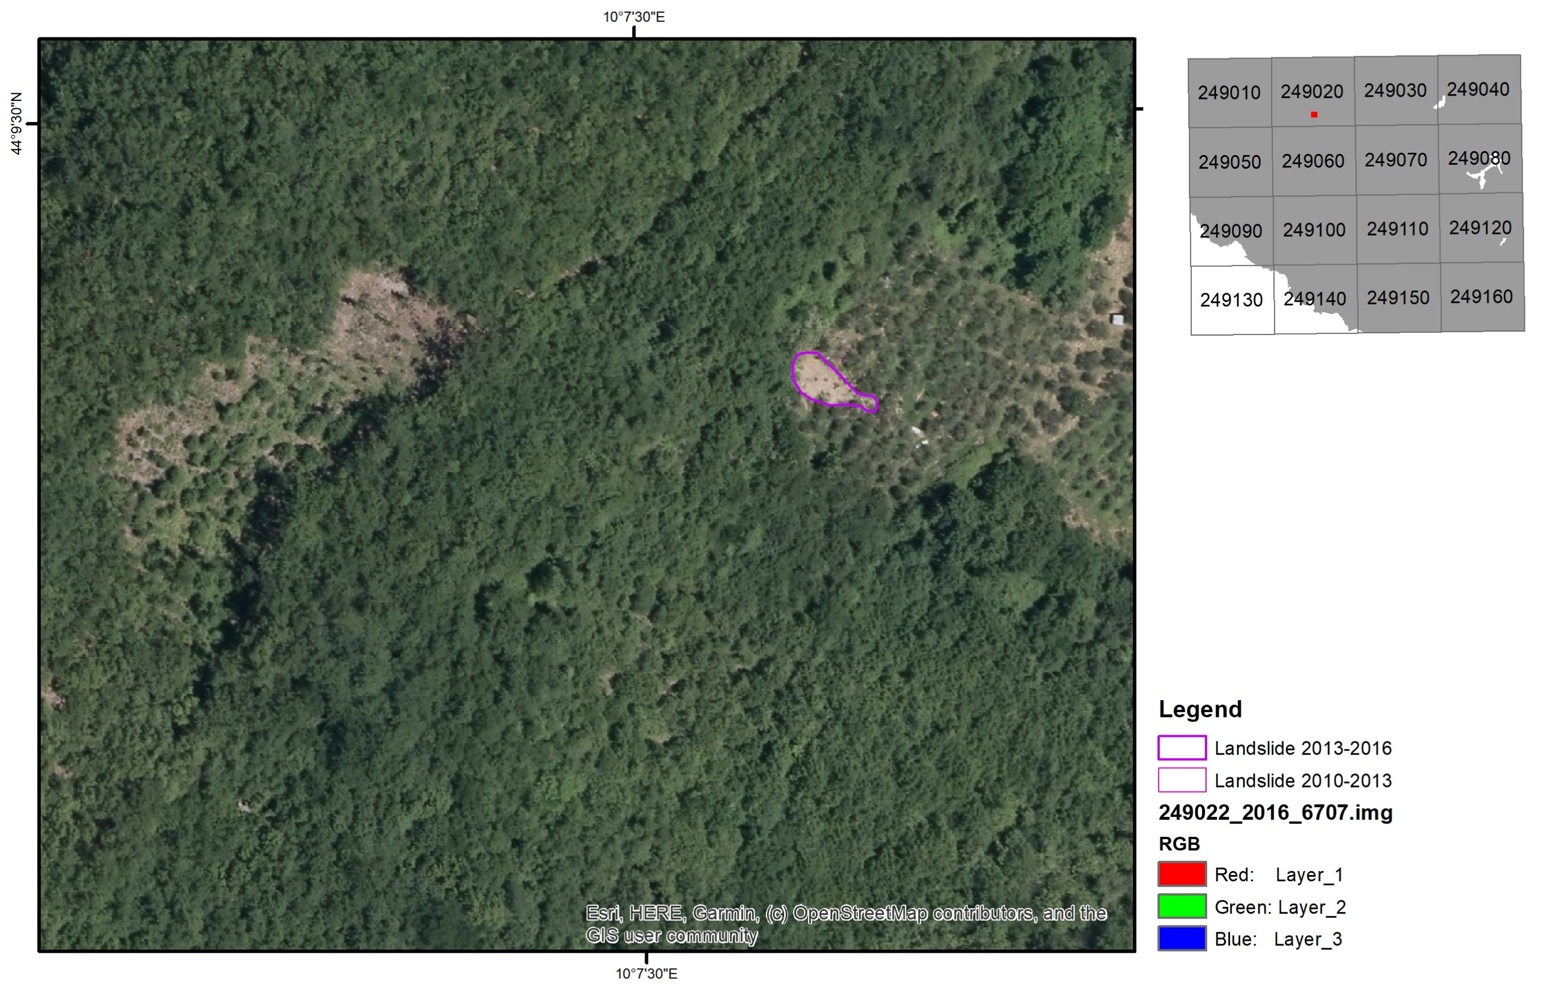 10°7'30"E
44°9'30"N
249010 249020 249030 249040
249050 249060 249070 249080
249090 249100 249110 249120
249130 249140 249150 249160
Legend
Landslide 2013-2016
Landslide 2010-2013
249022_2016_6707.img
RGB
Red: Layer_1
Green: Layer_2
Blue: Layer_3
Esri, HERE, Garmin, (c) OpenStreetMap contributors, and the
GIS user community
10°7'30"E